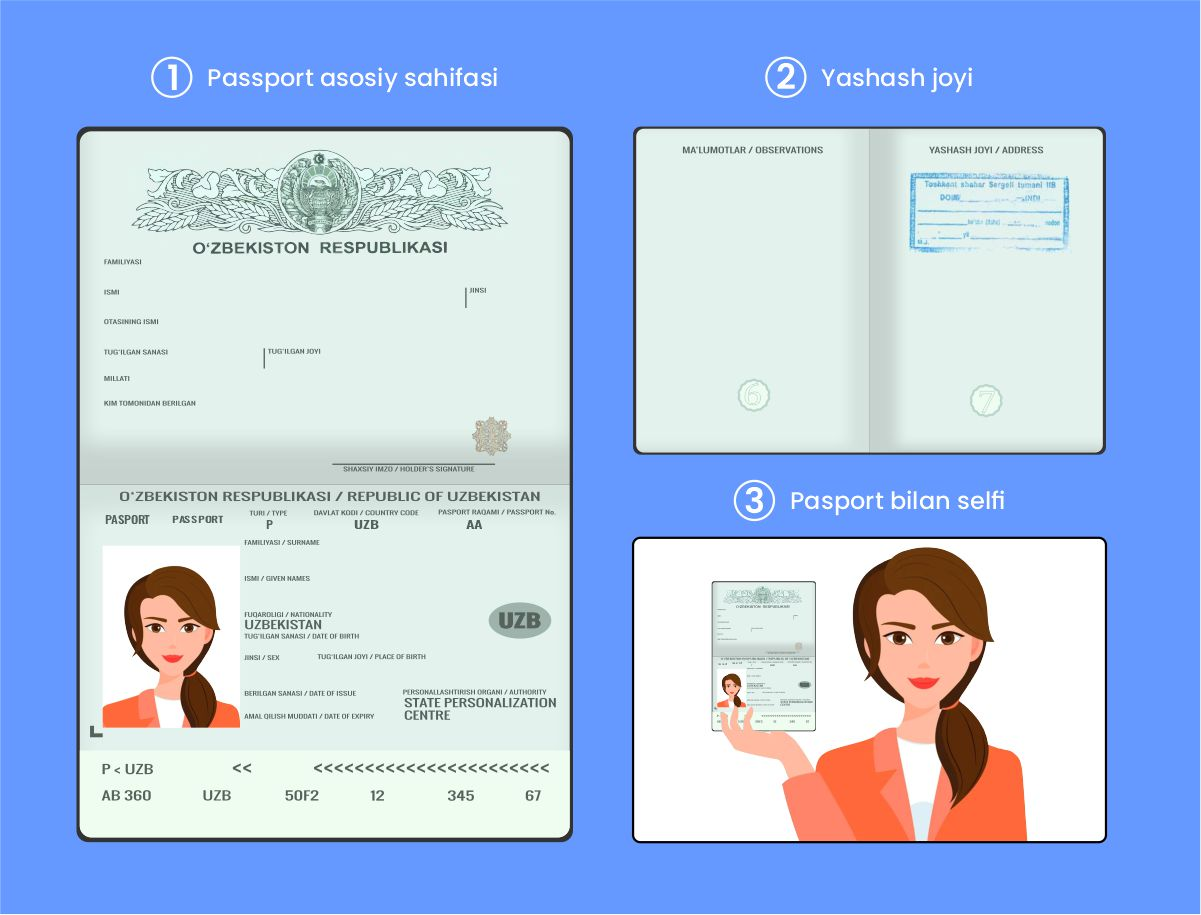 1 Passport asosiy sahifasi
O‘ZBEKISTON RESPUBLIKASI
FAMILIYASI
ISMI
JINSI
OTASINING ISMI
TUG‘ILGAN SANASI
TUG‘ILGAN JOYI
MILLATI
KIM TOMONIDAN BERILGAN
SHAXSIY IMZO / HOLDER'S SIGNATURE
O‘ZBEKISTON RESPUBLIKASI / REPUBLIC OF UZBEKISTAN
PASPORT PASSPORT
TURI / TYPE DAVLAT KODI / COUNTRY CODE PASPORT RAQAMI / PASSPORT No.
P UZB AA
FAMILIYASI / SURNAME
ISMI / GIVEN NAMES
FUQAROLIGI / NATIONALITY
UZBEKISTAN
TUG‘ILGAN SANASI / DATE OF BIRTH
UZB
JINSI / SEX TUG‘ILGAN JOYI / PLACE OF BIRTH
BERILGAN SANASI / DATE OF ISSUE
PERSONALLASHTIRISH ORGANI / AUTHORITY
STATE PERSONALIZATION
CENTRE
AMAL QILISH MUDDATI / DATE OF EXPIRY
P < UZB << <<<<<<<<<<<<<<<<<<<<<<<
AB 360 UZB 50F2 12 345 67
2 Yashash joyi
MA’LUMOTLAR / OBSERVATIONS
YASHASH JOYI / ADDRESS
Toshkent shahar Sergeli tumani IIB
6
7
3 Pasport bilan selfi
O‘ZBEKISTON RESPUBLIKASI